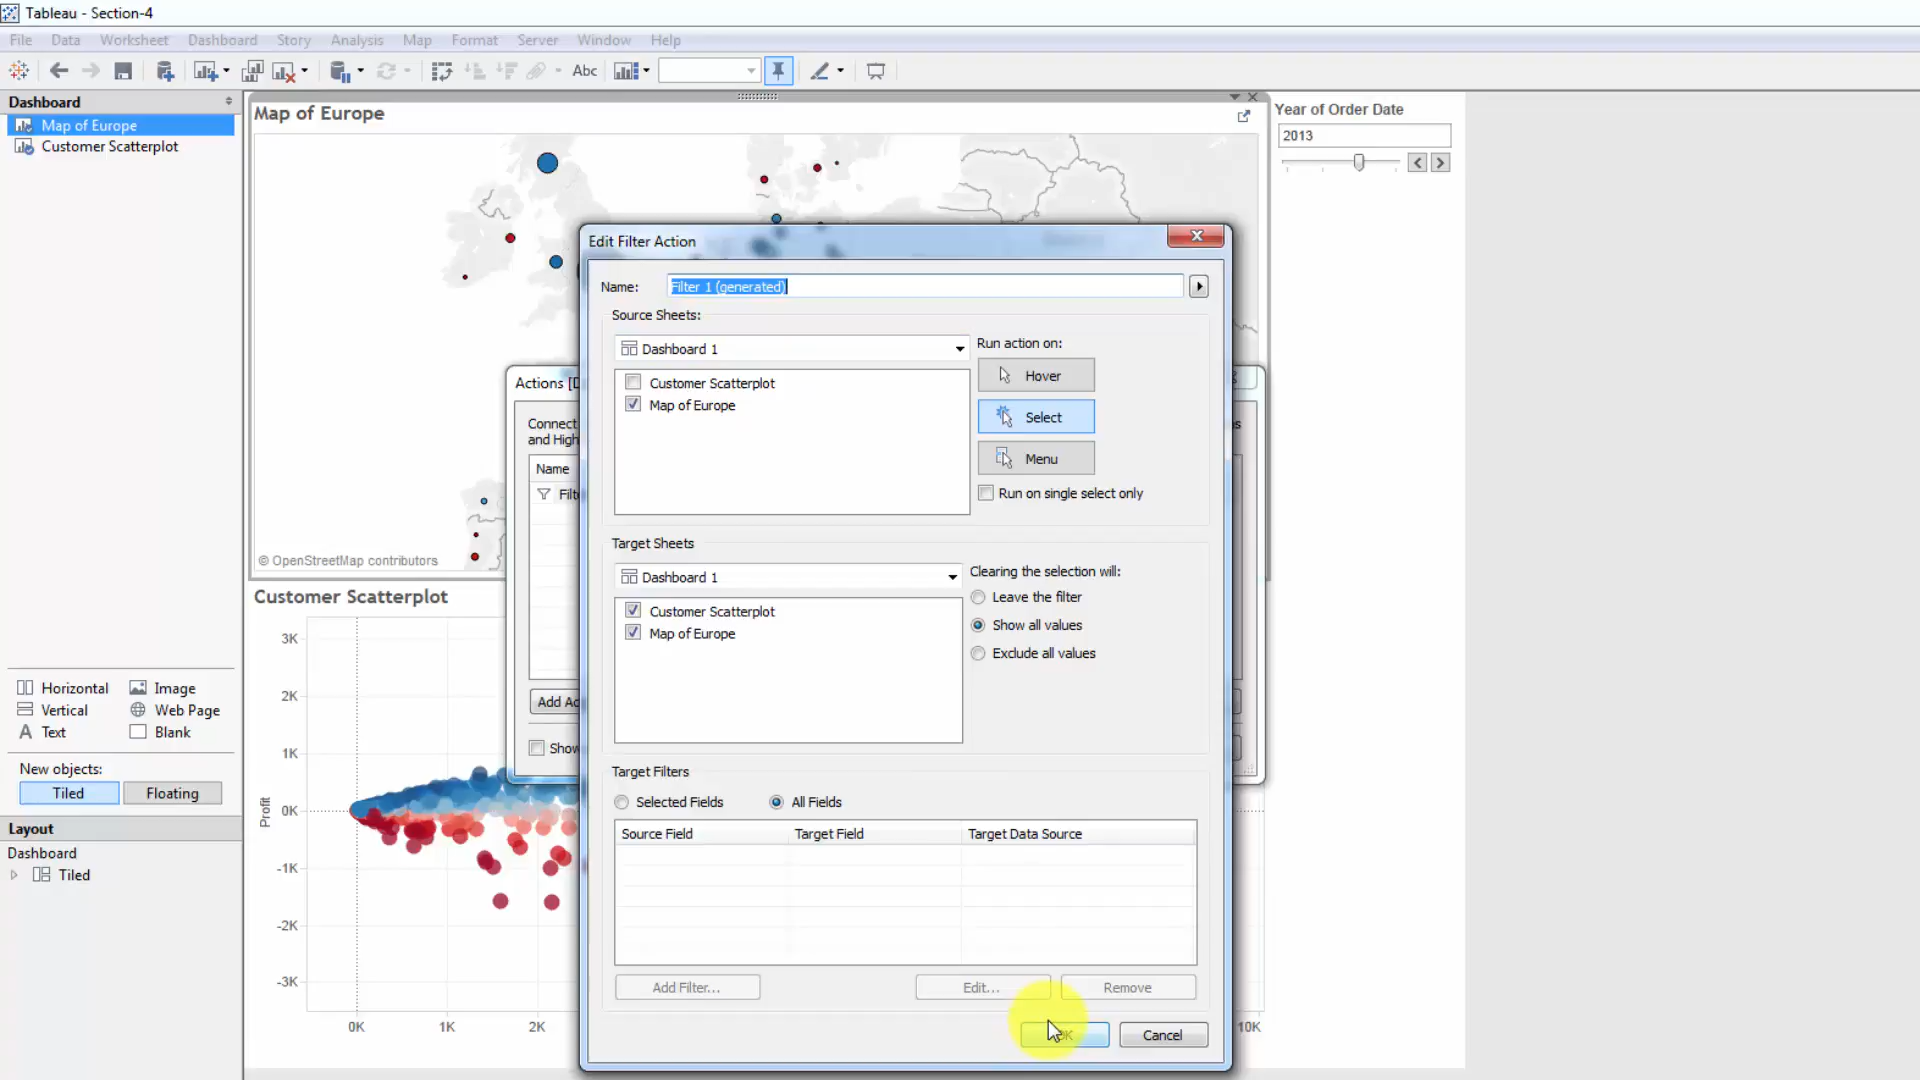 Tableau - Section-4
File Data Worksheet Dashboard Story Analysis Map Format Server Window Help
Abc
Dashboard
Map of Europe
Customer Scatterplot
Map of Europe
© OpenStreetMap contributors
Year of Order Date
2013
Edit Filter Action
Name: Filter 1 (generated)
Source Sheets:
Dashboard 1
Customer Scatterplot
Map of Europe
Run action on:
Hover
Select
Menu
Run on single select only
Target Sheets
Dashboard 1
Customer Scatterplot
Map of Europe
Clearing the selection will:
Leave the filter
Show all values
Exclude all values
Target Filters
Selected Fields All Fields
Source Field Target Field Target Data Source
Add Filter... Edit... Remove
Cancel
Actions [D
Connect
and High
Name
Filt
Add Ac
Show
Customer Scatterplot
3K
2K
1K
0K
-1K
-2K
-3K
Profit
0K 1K 2K 10K
Horizontal Image
Vertical Web Page
Text Blank
New objects:
Tiled Floating
Layout
Dashboard
Tiled